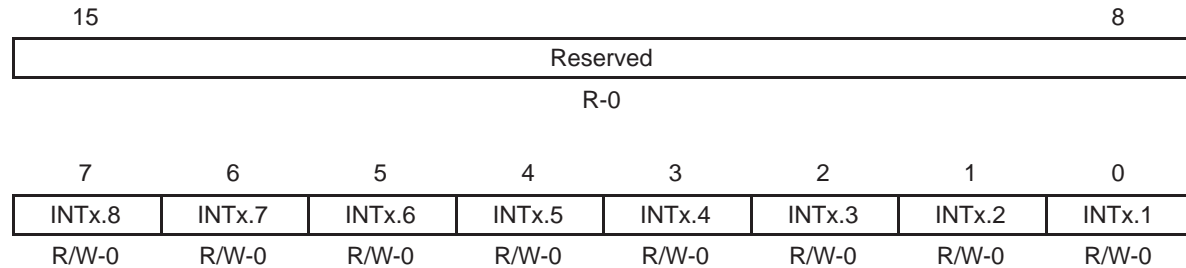 15 8
Reserved
R-0
7 6 5 4 3 2 1 0
INTx.8 INTx.7 INTx.6 INTx.5 INTx.4 INTx.3 INTx.2 INTx.1
R/W-0 R/W-0 R/W-0 R/W-0 R/W-0 R/W-0 R/W-0 R/W-0